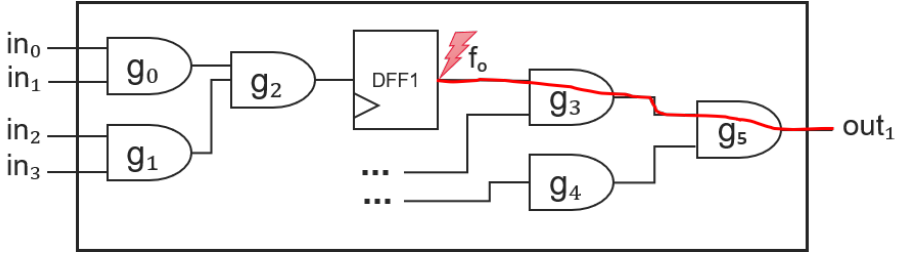 in₀
in₁
in₂
in₃
g₀
g₁
g₂
DFF1
fₒ
g₃
...
...
g₄
g₅
out₁